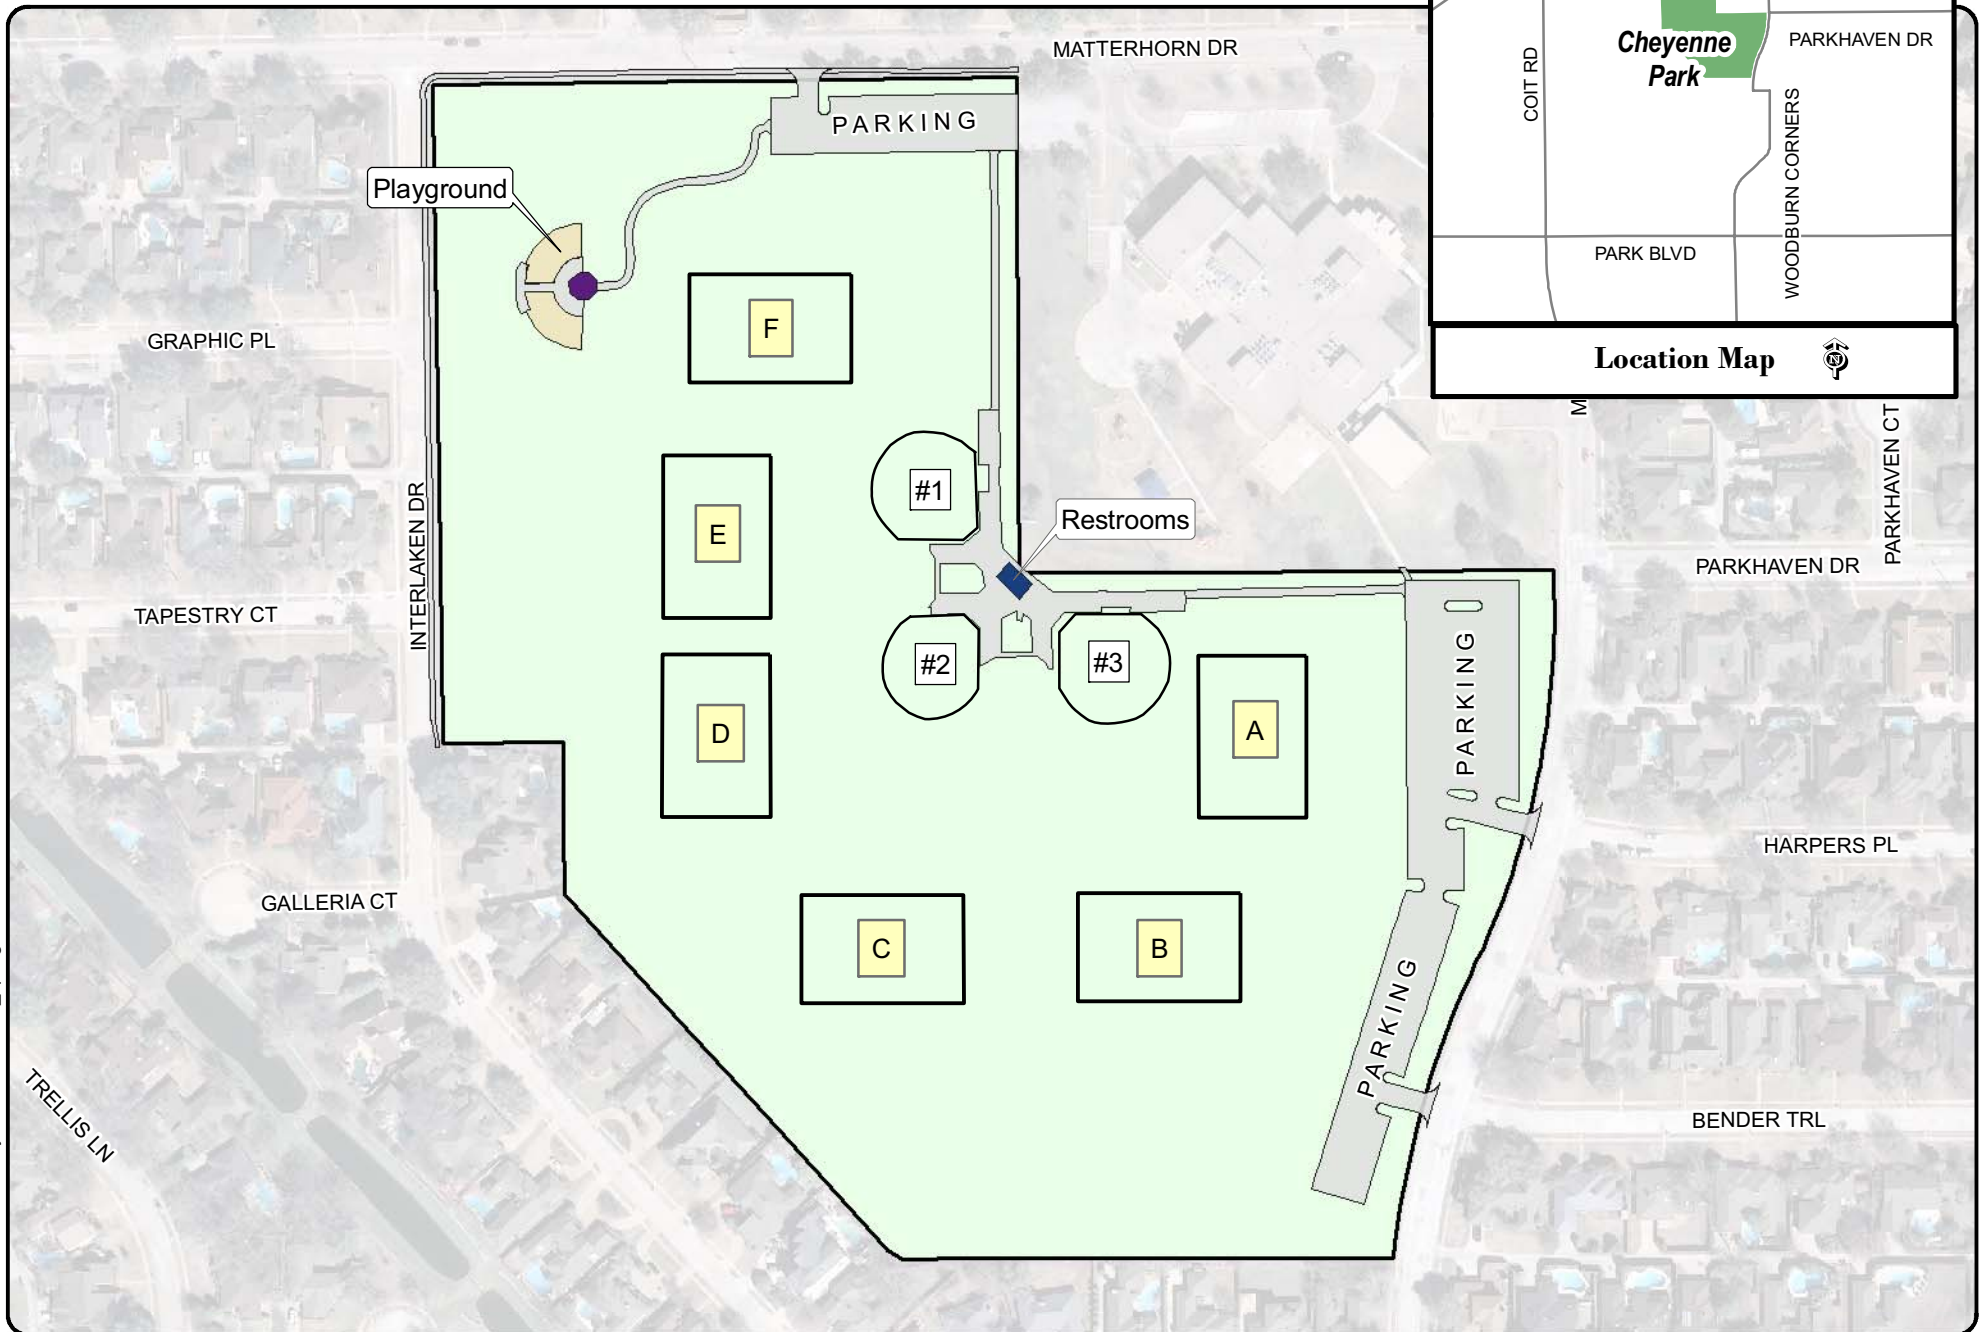 MATTERHORN DR
Cheyenne
Park
PARKHAVEN DR
COIT RD
WOODBURN CORNERS
PARK BLVD
Location Map
N
PARKING
Playground
F
GRAPHIC PL
M
PARKHAVEN CT
#1
Restrooms
E
INTERLAKEN DR
PARKHAVEN DR
TAPESTRY CT
#2
#3
PARKING
D
A
HARPERS PL
GALLERIA CT
C
B
PARKING
TRELLIS LN
BENDER TRL